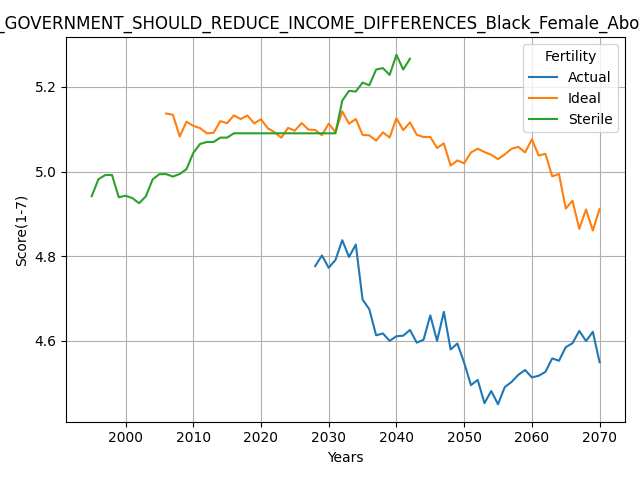 _GOVERNMENT_SHOULD_REDUCE_INCOME_DIFFERENCES_Black_Female_Abo
Fertility
Actual
Ideal
Sterile
Score(1-7)
5.2
5.0
4.8
4.6
2000 2010 2020 2030 2040 2050 2060 2070
Years